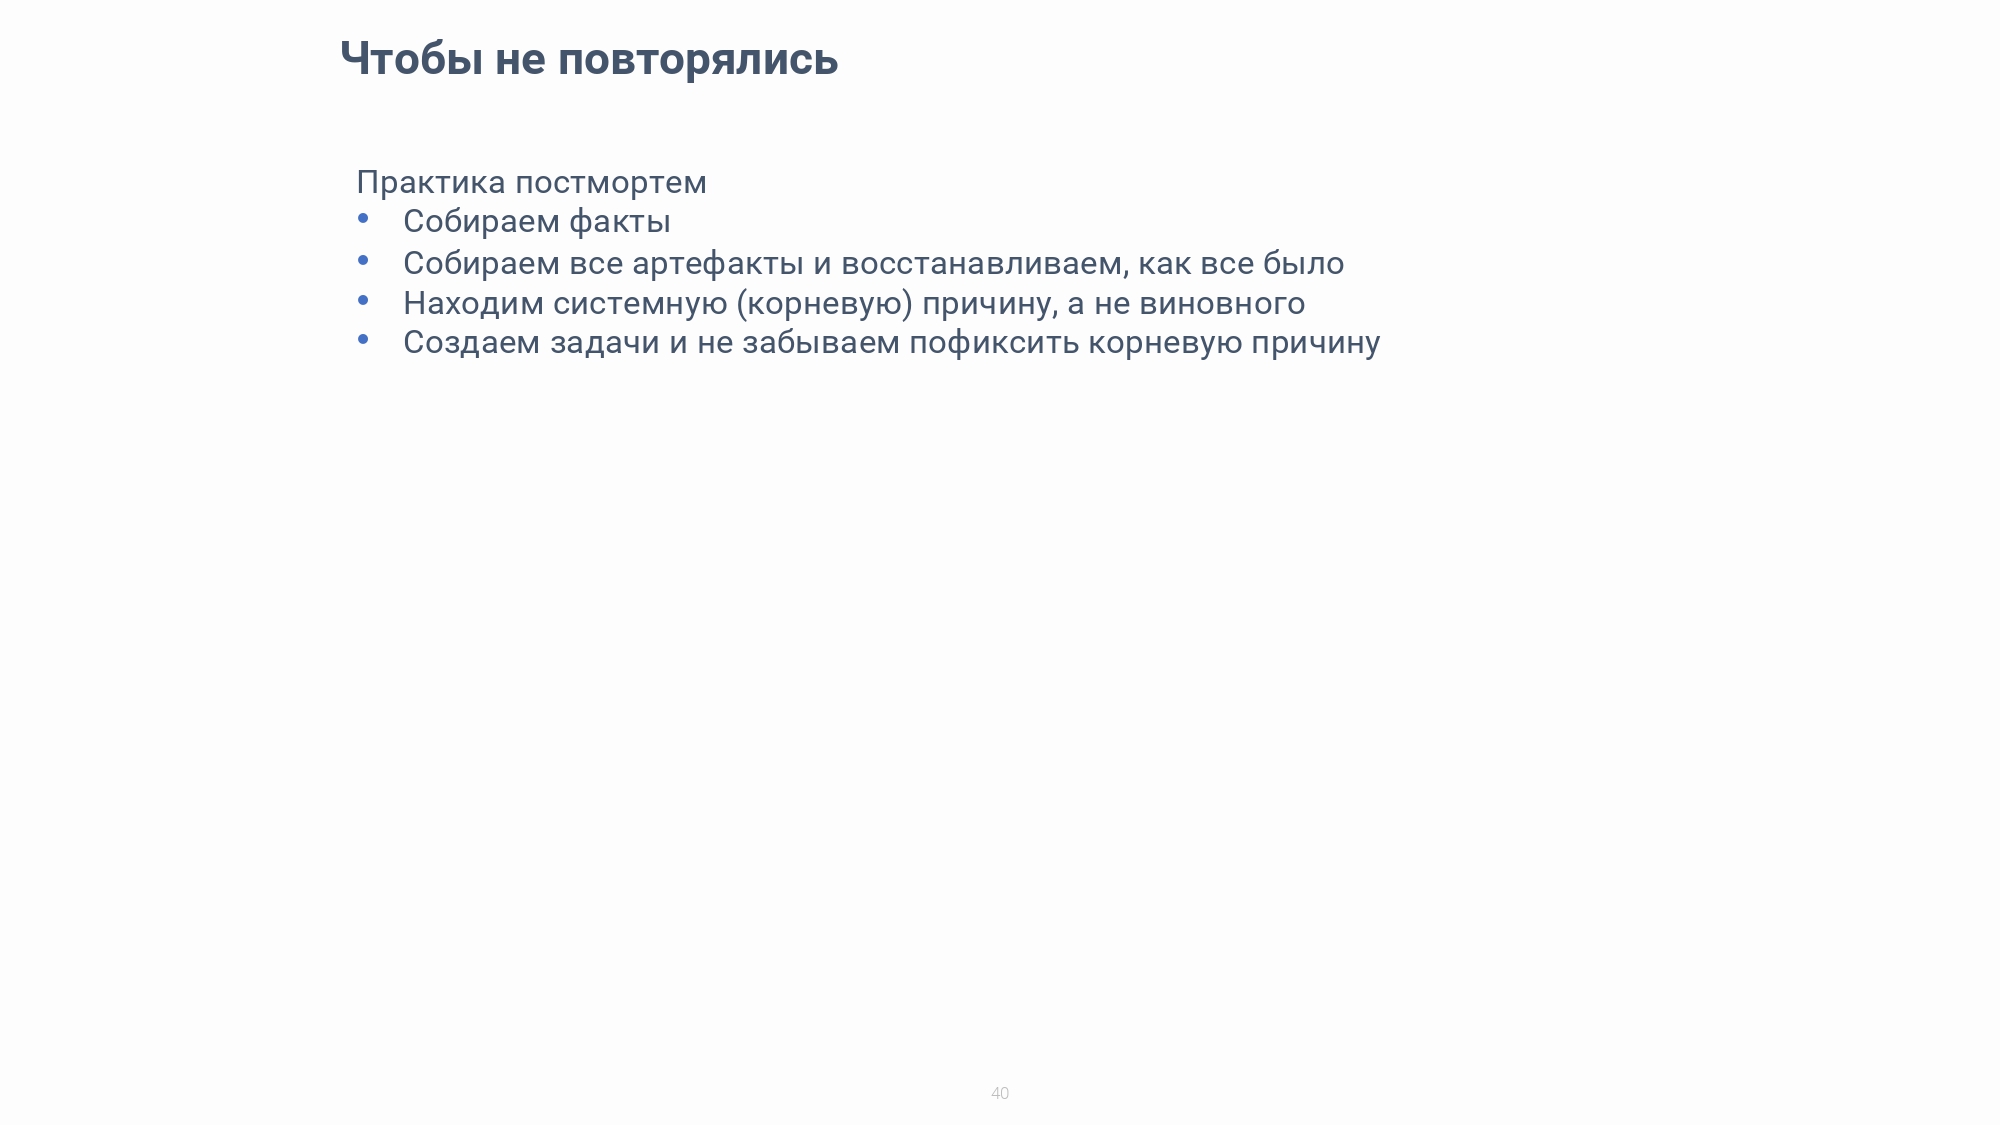 Чтобы не повторялись
Практика постмортем
• Собираем факты
• Собираем все артефакты и восстанавливаем, как все было
• Находим системную (корневую) причину, а не виновного
• Создаем задачи и не забываем пофиксить корневую причину
40